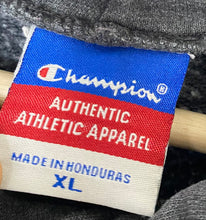 Champion®
AUTHENTIC
ATHLETIC APPAREL
MADE IN HONDURAS
XL